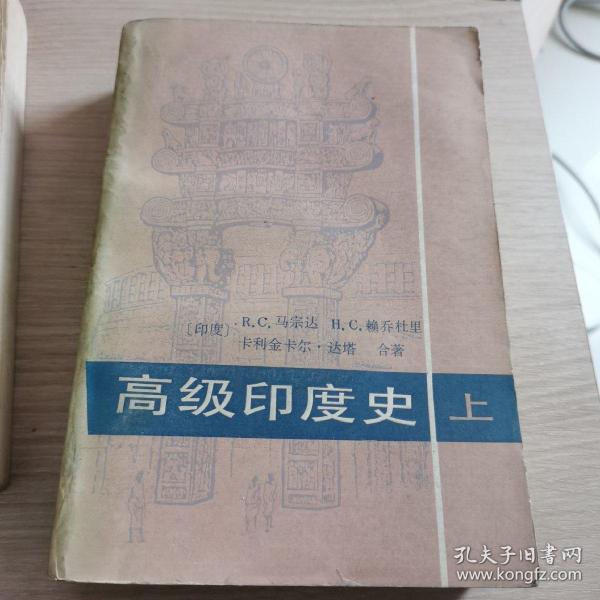 〔印度〕R.C.马宗达 H.C.赖乔杜里
卡利金卡尔·达塔 合著
高级印度史 上
孔夫子旧书网
www.kongfz.com